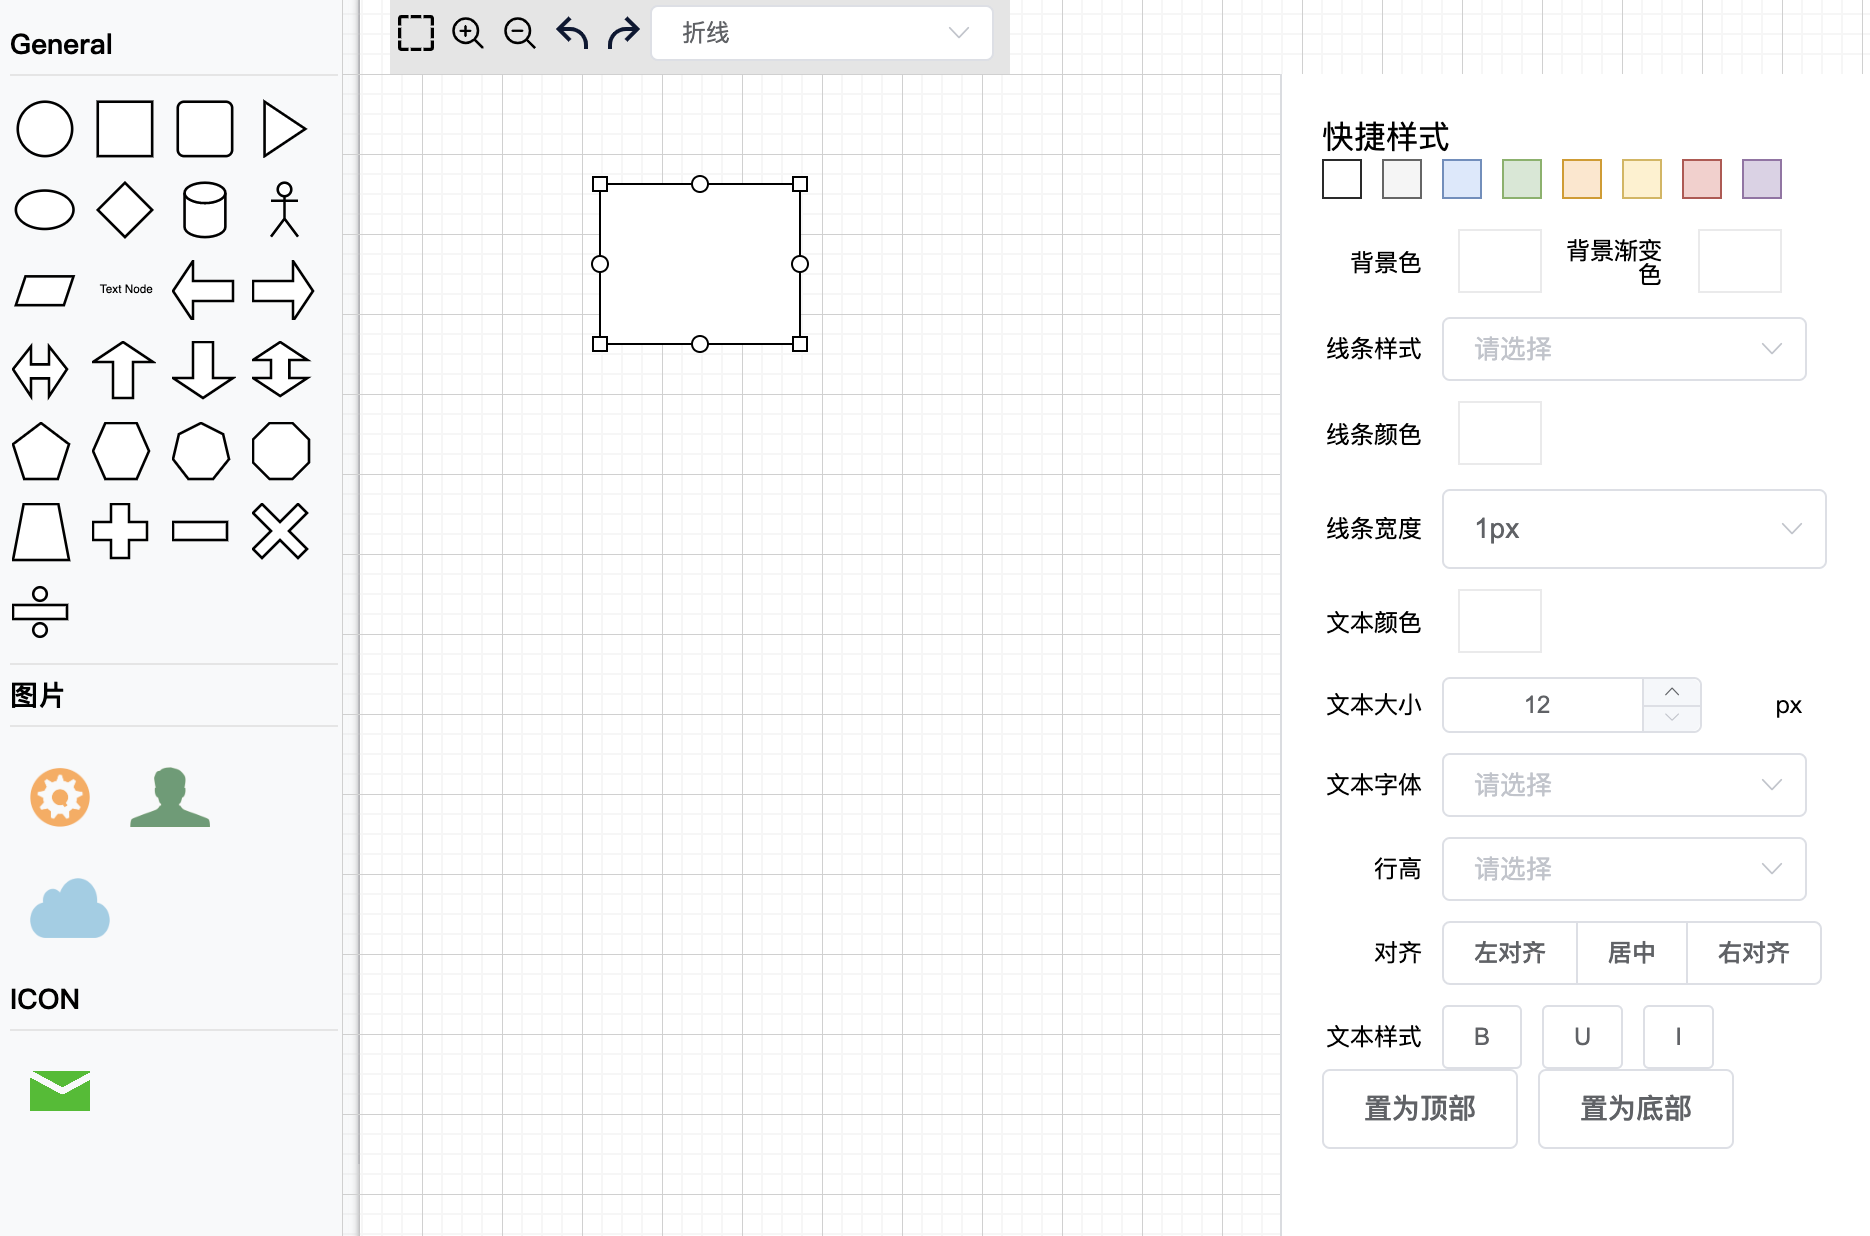 General
折线
Text Node
图片
ICON
快捷样式
背景色
背景渐变
色
线条样式
请选择
线条颜色
线条宽度
1px
文本颜色
文本大小
12
px
文本字体
请选择
行高
请选择
对齐
左对齐
居中
右对齐
文本样式
B
U
I
置为顶部
置为底部